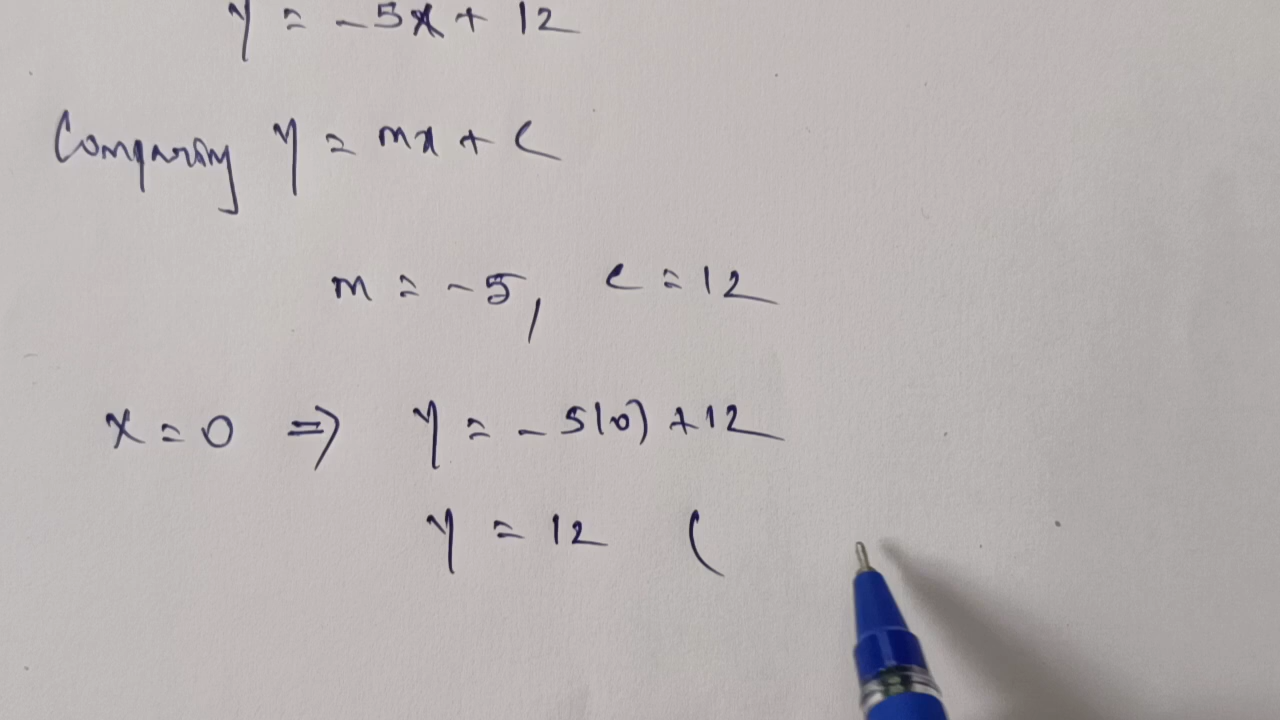 y = -5x + 12
Comparing y = mx + c
m = -5, c = 12
x = 0 ⇒ y = -5(0) + 12
y = 12 (